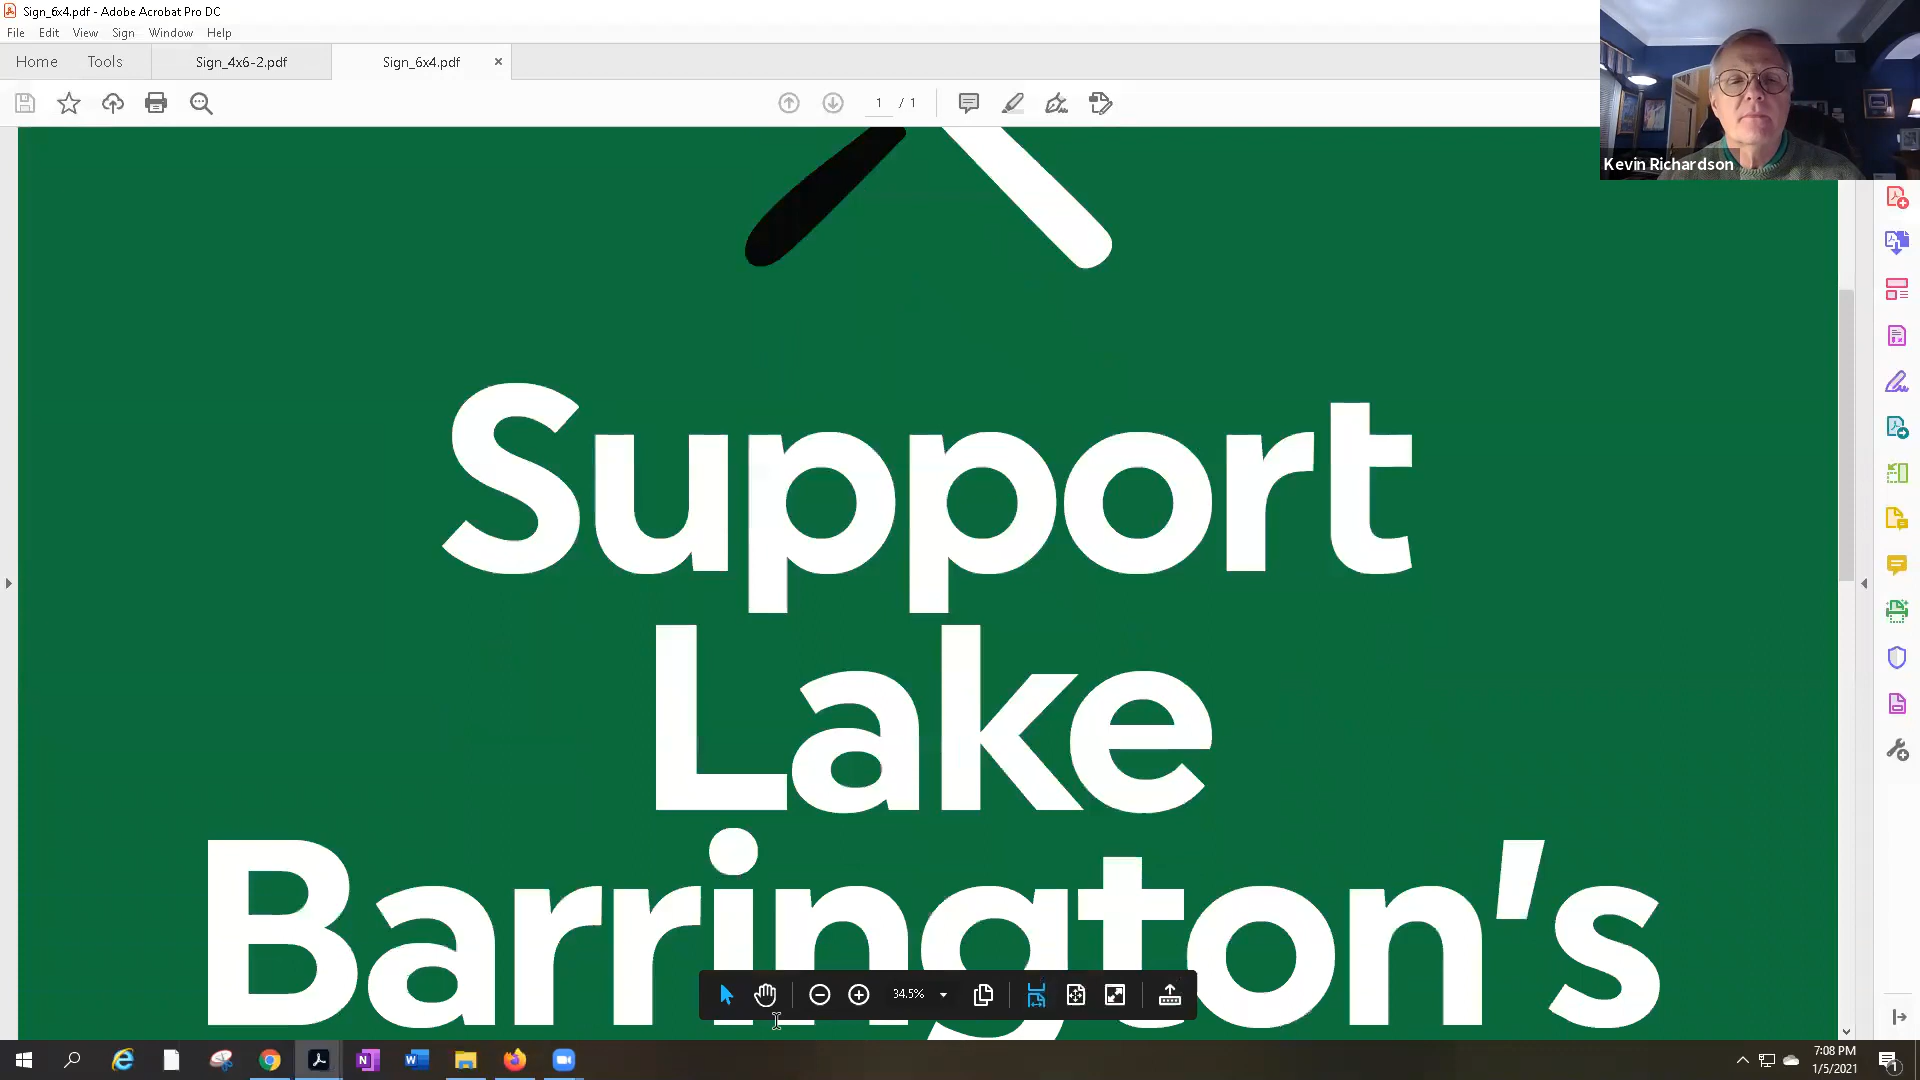 Sign_6x4.pdf - Adobe Acrobat Pro DC
File Edit View Sign Window Help
Home Tools Sign_4x6-2.pdf Sign_6x4.pdf
1 / 1
Kevin Richardson
Support
Lake
Barrington's
34.5%
7:08 PM
1/5/2021